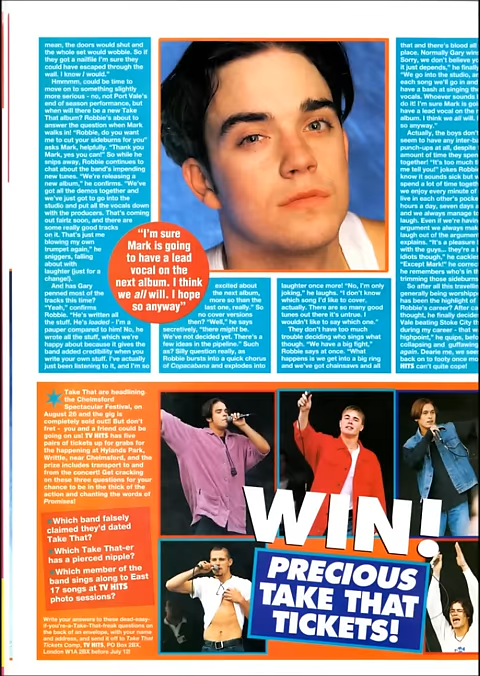 mean, the doors would shut and
the whole set would wobble. So if
they got a nailfile I'm sure they
could have escaped through the
wall. I know I would."
Hmmmm, could be time to
move on to something slightly
more serious - no, not Port Vale's
end of season performance, but
when will there be a new Take
That album? Robbie's about to
answer the question when Mark
walks in! "Robbie, do you want
me to cut your sideburns for you"
asks Mark, helpfully. "Thank you
Mark, yes you can!" So while he
snips away, Robbie continues to
chat about the band's impending
new tunes. "We're releasing a
new album," he confirms. "We've
got all the demos together and
we've just got to go into the
studio and put all the vocals down
with the producers. That's coming
out fairly soon, and there are
some really good tracks
on it. That's just me
blowing my own
trumpet again," he
sniggers, falling
about with
laughter (just for a
change!).
And has Gary
penned most of the
tracks this time?
"Yeah," confirms
Robbie. "He's written all
the stuff. He's loaded - I'm a
pauper compared to him! No, he
wrote all the stuff, which we're
happy about because it gives the
band added credibility when you
write your own stuff. I've actually
just been listening to it, and I'm so
"I'm sure
Mark is going
to have a lead
vocal on the
next album. I think
we all will. I hope
so anyway"
excited about
the next album,
more so than the
last one, really." So
no cover versions
then? "Well," he says
secretively, "there might be.
We've not decided yet. There's a
few ideas in the pipeline." Such
as? Silly question really, as
Robbie bursts into a quick chorus
of Copacabana and explodes into
laughter once more! "No, I'm only
joking," he laughs. "I don't know
which song I'd like to cover,
actually. There are so many good
tunes out there it's untrue. I
wouldn't like to say which one."
They don't have too much
trouble deciding who sings what
though. "We have a big fight,"
Robbie says at once. "What
happens is we get into a big ring
and we've got chainsaws and all
that and there's blood all
place. Normally Gary wins
Sorry, we don't believe yo
it just depends," he finally
"We go into the studio, an
each song we'll go in and
have a bash at singing the
vocals. Whoever sounds b
do it! I'm sure Mark is goi
have a lead vocal on the n
album. I think we all will. I
so anyway."
Actually, the boys don't
seem to have any inter-ba
punch-ups at all, despite
amount of time they spen
together! "It's too much ti
me tell you!" jokes Robbie
know it sounds sick but w
spend a lot of time togeth
we enjoy every minute of
live in each other's pocke
hours a day, seven days a
and we always manage to
laugh. Even if we're havin
argument we always mak
laugh out of the argument
explains. "It's a pleasure t
with the guys... they're a l
idiots though," he cackles
"Except Mark!" he correct
he remembers who's in th
trimming those sideburns
So after all this travellin
generally being worshipp
has been the highlight of
Robbie's career? After ca
thought, he finally decide
Vale beating Stoke City th
during my career - that w
highpoint," he quips, befo
collapsing and guffawing
again. Dearie me, we seem
back on to footy once mo
HITS can't quite cope!
Take That are headlining
the Chelmsford
Spectacular Festival, on
August 26 and the gig is
completely sold out!! But don't
fret - you and a friend could be
going on us! TV HITS has five
pairs of tickets up for grabs for
the happening at Hylands Park,
Writtle, near Chelmsford, and the
prize includes transport to and
from the concert! Get cracking
on these three questions for your
chance to be in the thick of the
action and chanting the words of
Promises!
Which band falsely
claimed they'd dated
Take That?
Which Take That-er
has a pierced nipple?
Which member of the
band sings along to East
17 songs at TV HITS
photo sessions?
Write your answers to these dead-easy-
if-you're-a-Take-That-freak questions on
the back of an envelope, with your name
and address, and send it off to Take That
Tickets Comp, TV HITS, PO Box 2BX,
London W1A 2BX before July 12!
WIN!
PRECIOUS
TAKE THAT
TICKETS!